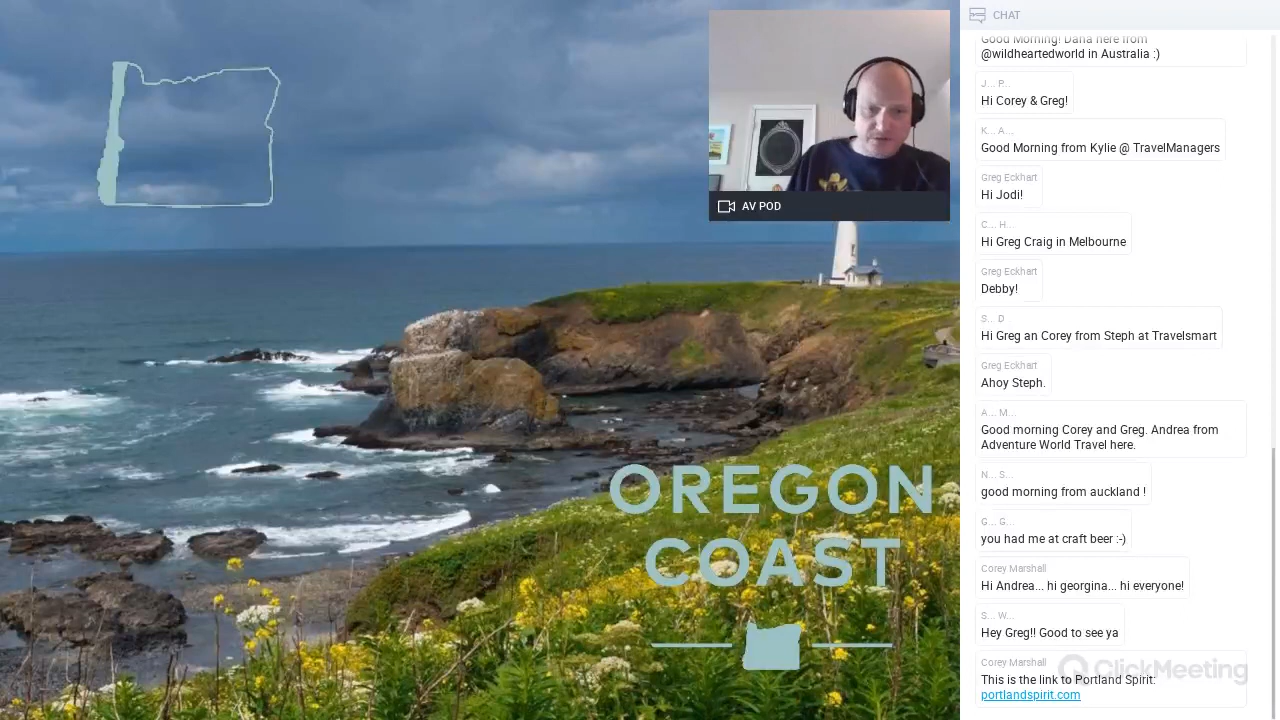 AV POD
OREGON
COAST
CHAT
Good Morning! Dana here from
@wildheartedworld in Australia :)
J... P...
Hi Corey & Greg!
K... A...
Good Morning from Kylie @ TravelManagers
Greg Eckhart
Hi Jodi!
C... H...
Hi Greg Craig in Melbourne
Greg Eckhart
Debby!
S... D
Hi Greg an Corey from Steph at Travelsmart
Greg Eckhart
Ahoy Steph.
A... M...
Good morning Corey and Greg. Andrea from
Adventure World Travel here.
N... S...
good morning from auckland !
G... G...
you had me at craft beer :-)
Corey Marshall
Hi Andrea... hi georgina... hi everyone!
S... W...
Hey Greg!! Good to see ya
Corey Marshall
This is the link to Portland Spirit:
portlandspirit.com
ClickMeeting